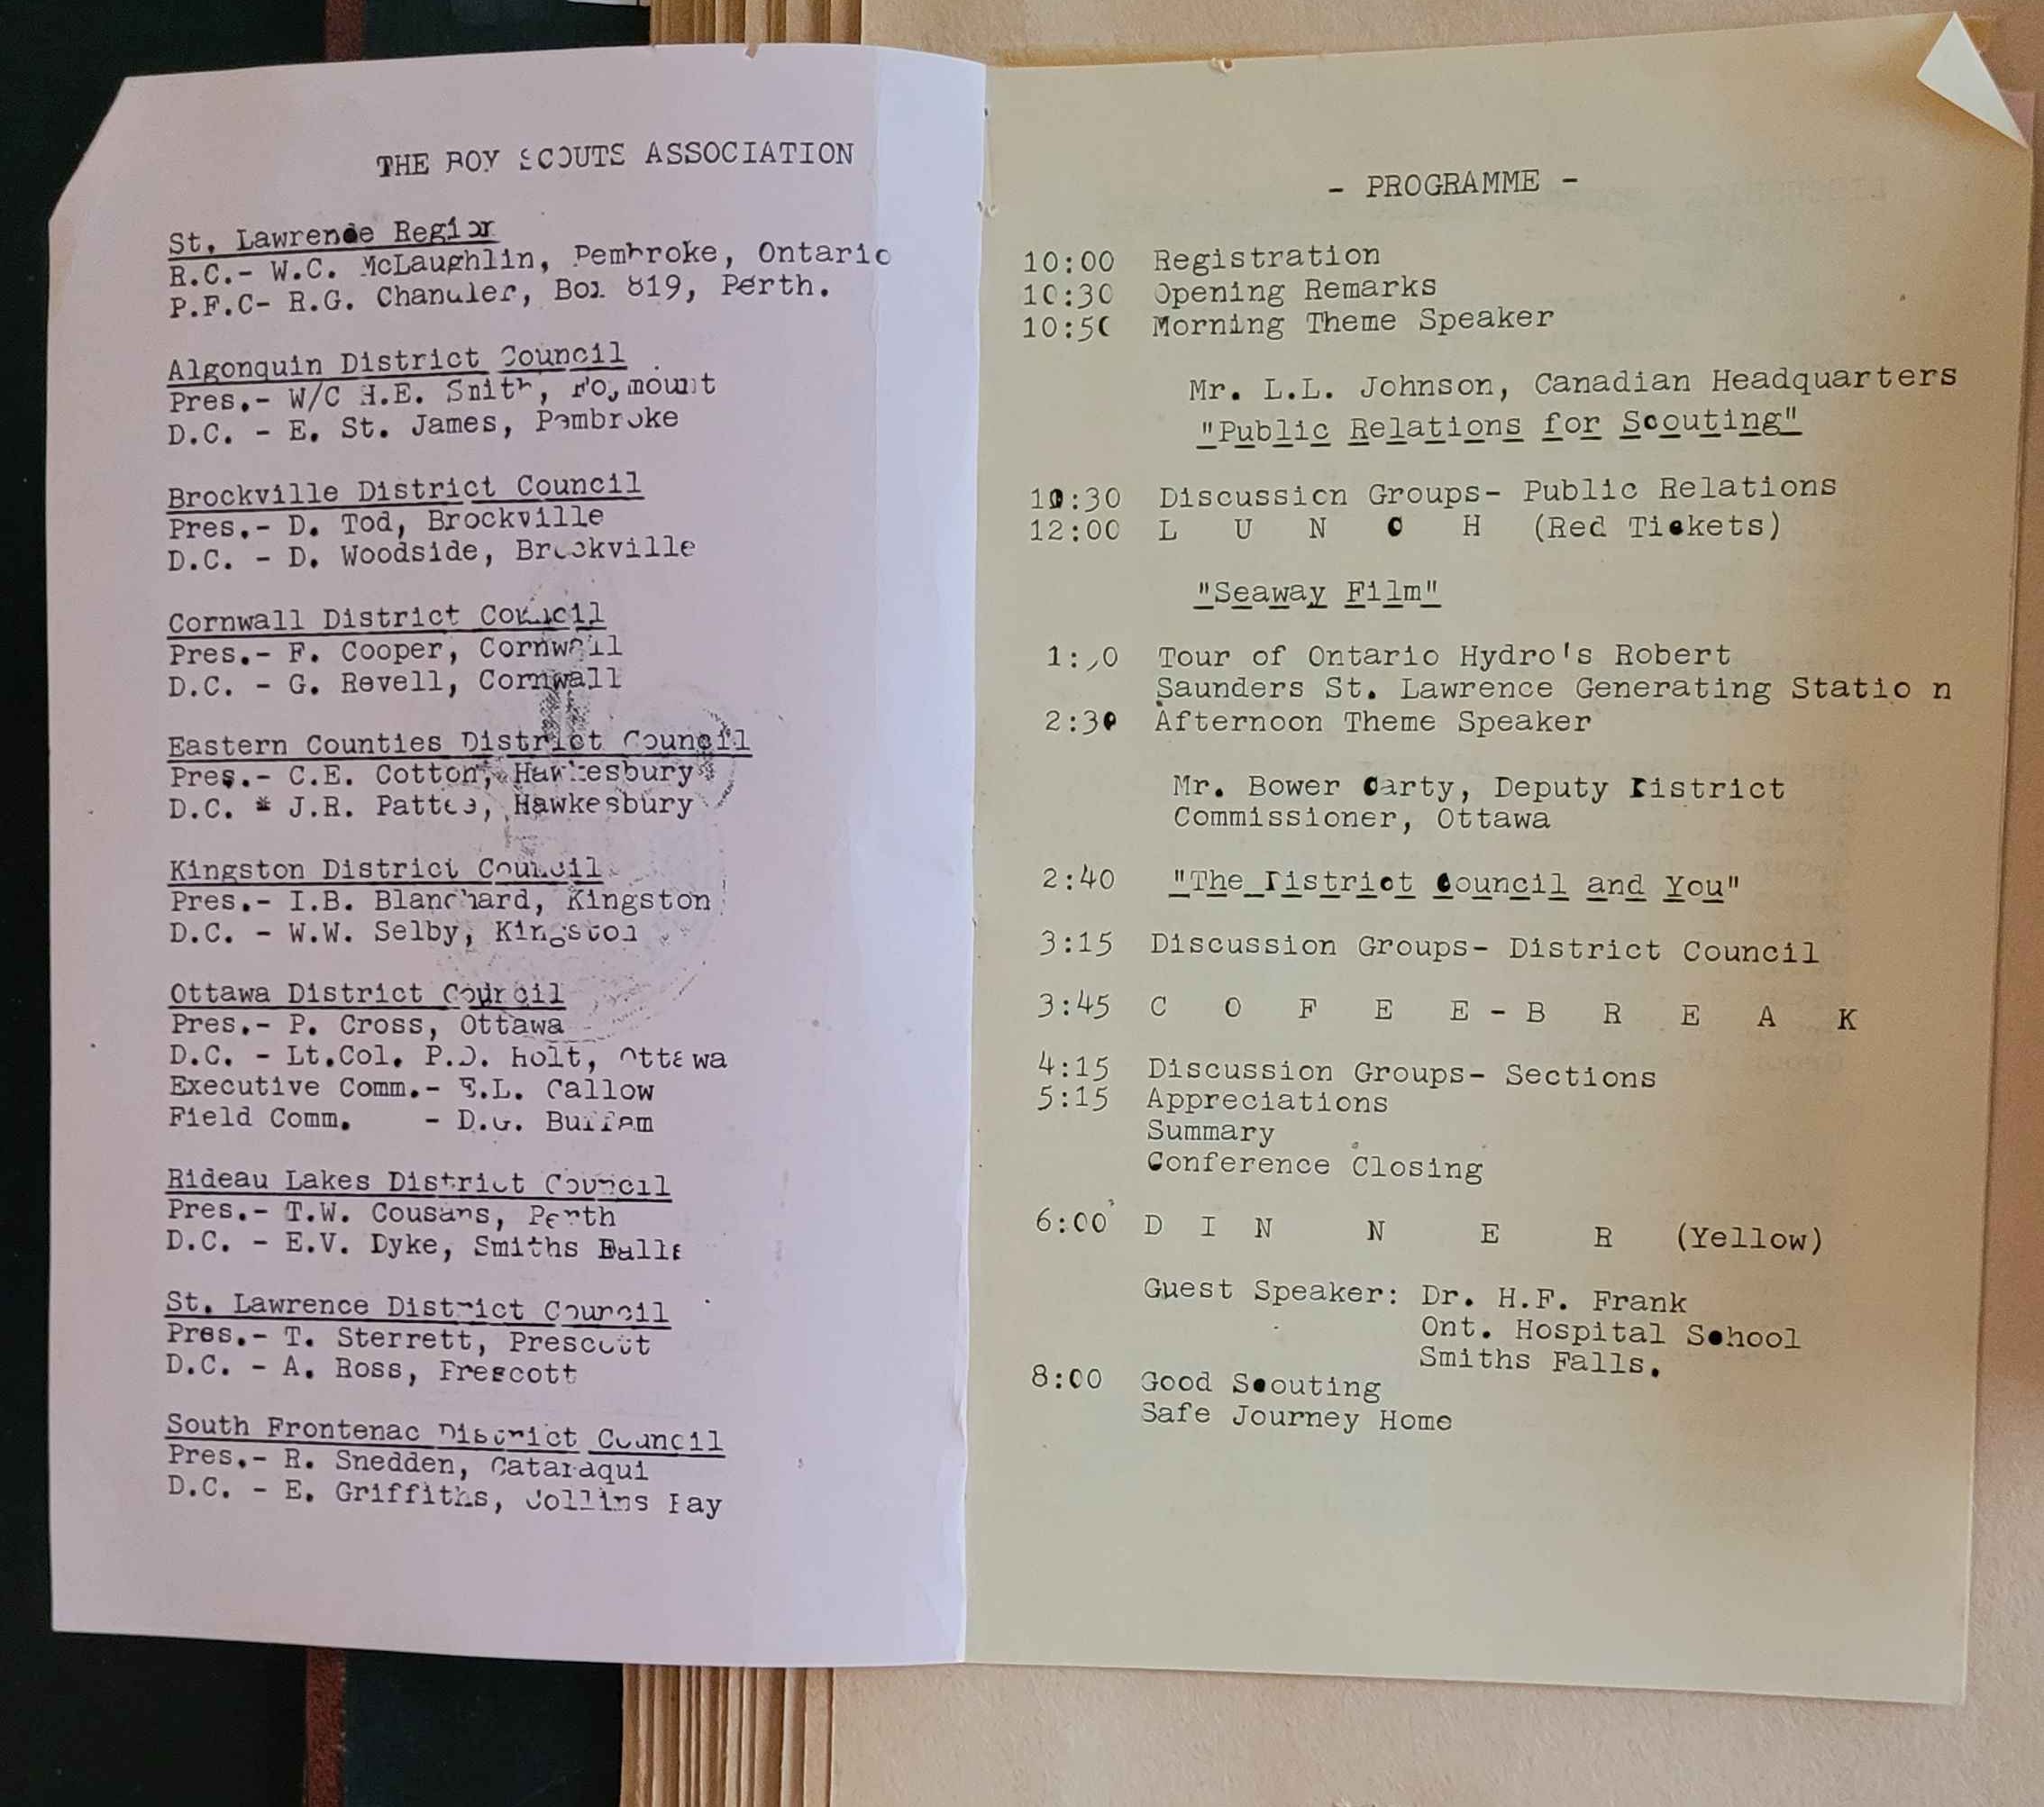 THE BOY SCOUTS ASSOCIATION
St. Lawrence Region
R.C.- W.C. McLaughlin, Pembroke, Ontario
P.F.C- R.G. Chandler, Box 819, Perth.
Algonquin District Council
Pres.- W/C H.E. Smith,
D.C. - E. St. James, Pembroke
Brockville District Council
Pres.- D. Tod, Brockville
D.C. - D. Woodside, Brockville
Cornwall District Council
Pres.- F. Cooper, Cornwall
D.C. - G. Revell, Cornwall
Eastern Counties District Council
Pres.- C.E. Cotton, Hawkesbury
D.C. * J.R. Pattee, Hawkesbury
Kingston District Council
Pres.- I.B. Blanchard, Kingston
D.C. - W.W. Selby, Kingston
Ottawa District Council
Pres.- P. Cross, Ottawa
D.C. - Lt.Col. P.D. Holt, Ottawa
Executive Comm.- E.L. Callow
Field Comm. - D.G.
Rideau Lakes District Council
Pres.- T.W. Cousans, Perth
D.C. - E.V. Dyke, Smiths Falls
St. Lawrence District Council
Pres.- T. Sterrett, Prescott
D.C. - A. Ross, Prescott
South Frontenac District Council
Pres.- R. Snedden, Cataraqui
D.C. - E. Griffiths, Collins Bay
- PROGRAMME -
10:00 Registration
10:30 Opening Remarks
10:50 Morning Theme Speaker
Mr. L.L. Johnson, Canadian Headquarters
"Public Relations for Scouting"
10:30 Discussion Groups- Public Relations
12:00 L U N C H (Red Tickets)
"Seaway Film"
Tour of Ontario Hydro's Robert
Saunders St. Lawrence Generating Statio n
2:30 Afternoon Theme Speaker
Mr. Bower Carty, Deputy District
Commissioner, Ottawa
2:40 "The District Council and You"
3:15 Discussion Groups- District Council
3:45 C O F E E - B R E A K
4:15 Discussion Groups- Sections
5:15 Appreciations
Summary
Conference Closing
6:00 D I N N E R (Yellow)
Guest Speaker: Dr. H.F. Frank
Ont. Hospital School
Smiths Falls.
8:00 Good Scouting
Safe Journey Home